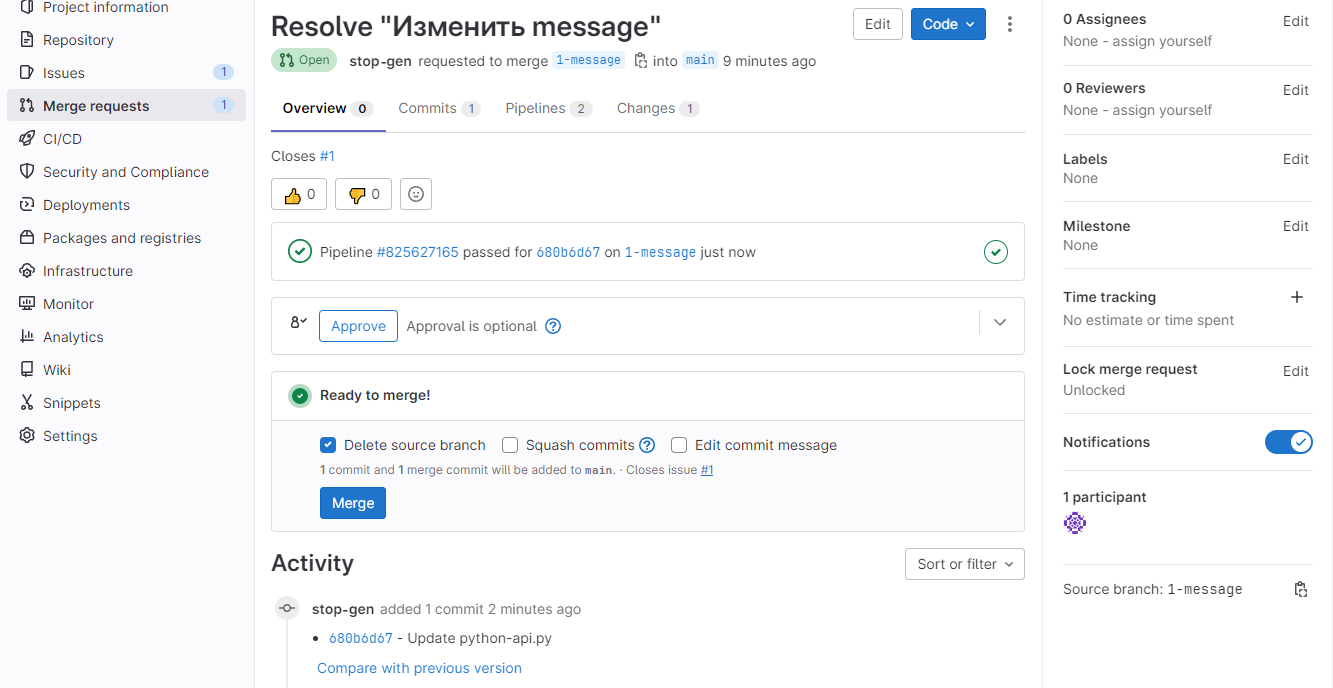 Project information
Repository
Issues 1
Merge requests 1
CI/CD
Security and Compliance
Deployments
Packages and registries
Infrastructure
Monitor
Analytics
Wiki
Snippets
Settings
Resolve "Изменить message"
Edit
Code
Open stop-gen requested to merge 1-message into main 9 minutes ago
Overview 0 Commits 1 Pipelines 2 Changes 1
Closes #1
0 0
Pipeline #825627165 passed for 680b6d67 on 1-message just now
Approve Approval is optional
Ready to merge!
Delete source branch Squash commits Edit commit message
1 commit and 1 merge commit will be added to main. · Closes issue #1
Merge
Activity
Sort or filter
stop-gen added 1 commit 2 minutes ago
680b6d67 - Update python-api.py
Compare with previous version
0 Assignees Edit
None - assign yourself
0 Reviewers Edit
None - assign yourself
Labels Edit
None
Milestone Edit
None
Time tracking
No estimate or time spent
Lock merge request Edit
Unlocked
Notifications
1 participant
Source branch: 1-message